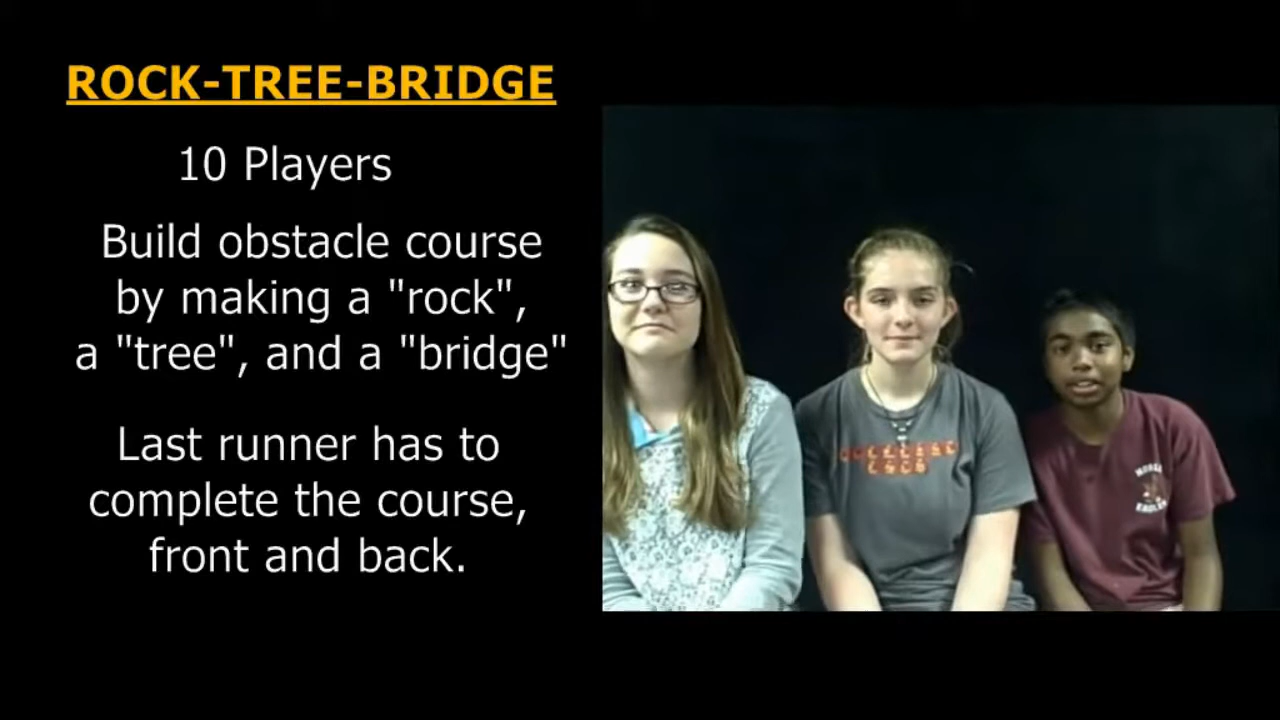 ROCK-TREE-BRIDGE
10 Players
Build obstacle course
by making a "rock",
a "tree", and a "bridge"
Last runner has to
complete the course,
front and back.
EAGLES